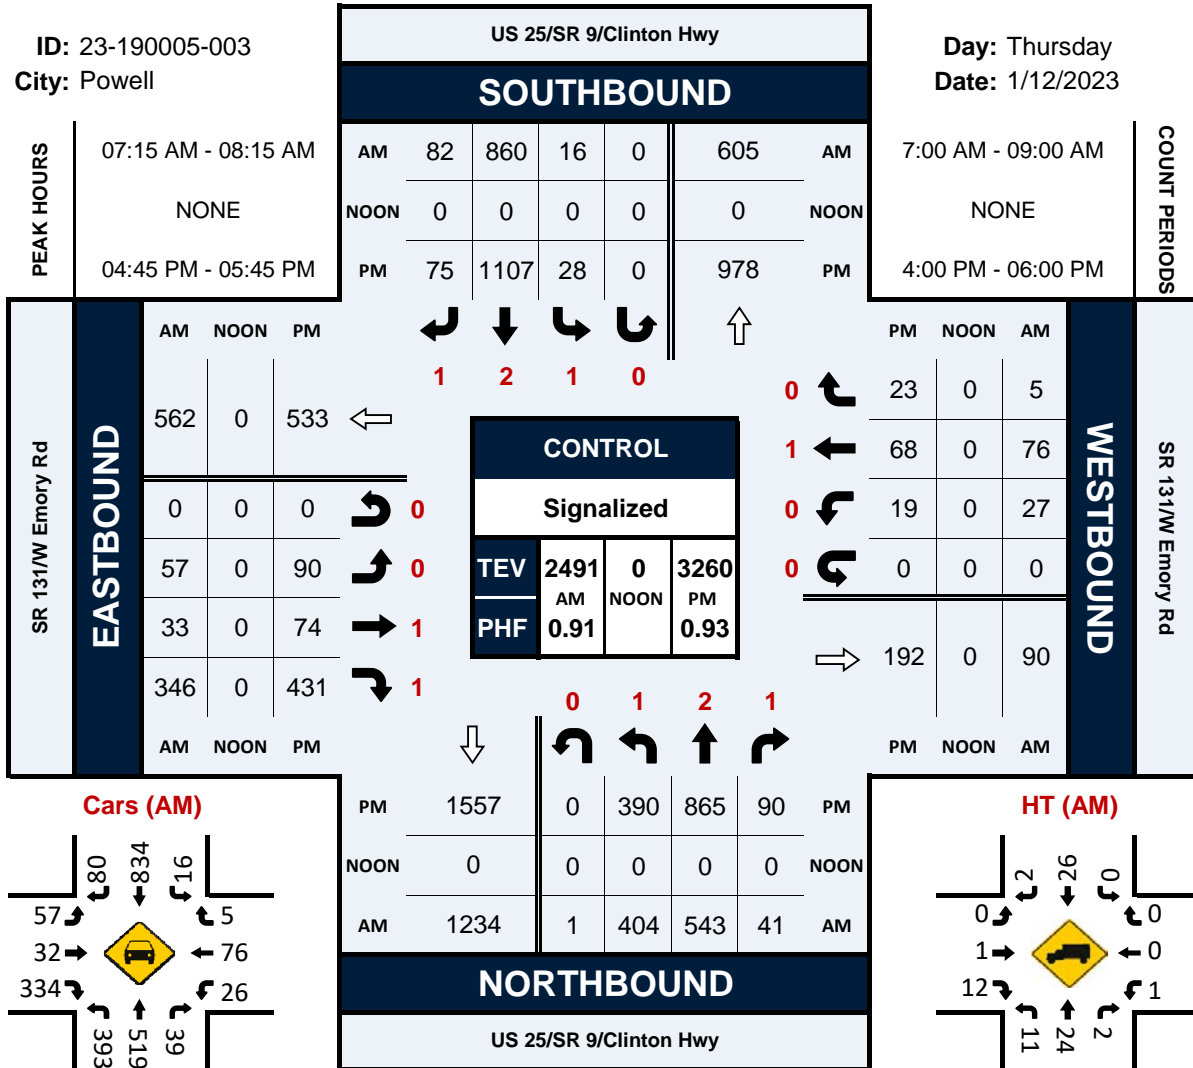 US 25/SR 9/Clinton Hwy
ID: 23-190005-003
Day: Thursday
City: Powell
Date: 1/12/2023
SOUTHBOUND
PEAK HOURS
07:15 AM - 08:15 AM
NONE
04:45 PM - 05:45 PM
AM 82 860 16 0 605 AM
NOON 0 0 0 0 0 NOON
PM 75 1107 28 0 978 PM
7:00 AM - 09:00 AM
NONE
4:00 PM - 06:00 PM
COUNT PERIODS
1 2 1 0
SR 131/W Emory Rd
EASTBOUND
AM NOON PM
562 0 533
0 0 0 0
57 0 90 0
33 0 74 1
346 0 431 1
AM NOON PM
CONTROL
Signalized
TEV 2491 0 3260
AM NOON PM
PHF 0.91 0.93
PM NOON AM
0 23 0 5
1 68 0 76
0 19 0 27
0 0 0 0
192 0 90
PM NOON AM
WESTBOUND
SR 131/W Emory Rd
0 1 2 1
PM 1557 0 390 865 90 PM
NOON 0 0 0 0 0 NOON
AM 1234 1 404 543 41 AM
NORTHBOUND
US 25/SR 9/Clinton Hwy
Cars (AM)
80 834 16
57 5
32 76
334 26
393 519 39
HT (AM)
2 26 0
0 0
1 0
12 1
11 24 2